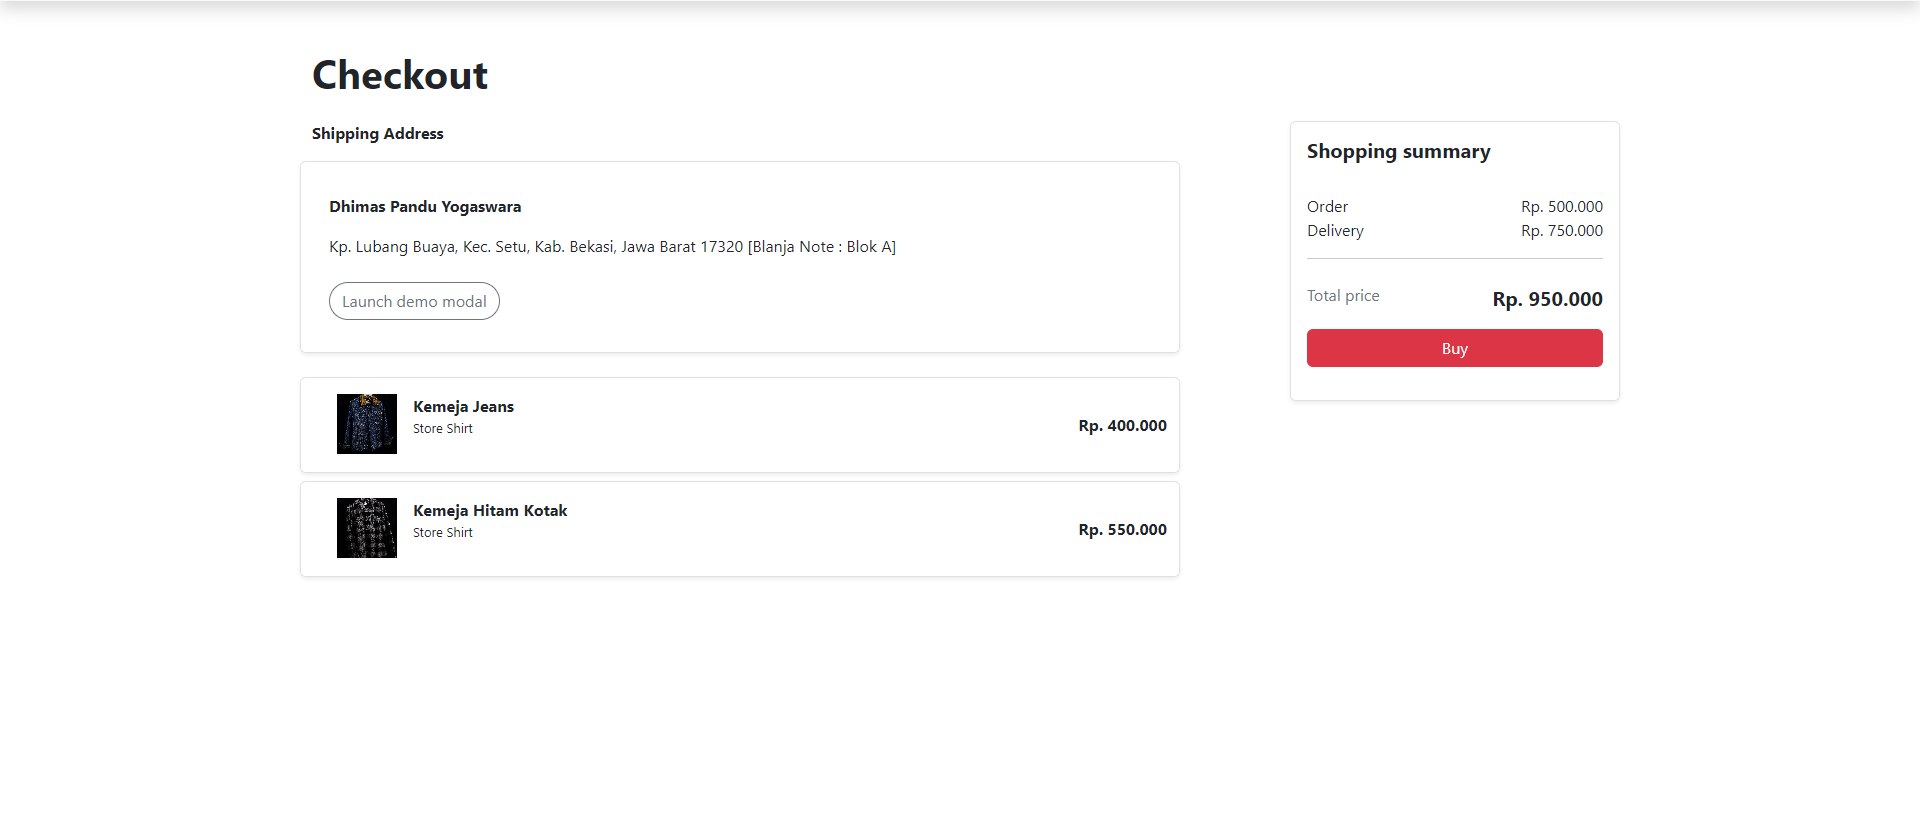 Checkout
Shipping Address
Dhimas Pandu Yogaswara
Kp. Lubang Buaya, Kec. Setu, Kab. Bekasi, Jawa Barat 17320 [Blanja Note : Blok A]
Launch demo modal
Kemeja Jeans
Store Shirt
Rp. 400.000
Kemeja Hitam Kotak
Store Shirt
Rp. 550.000
Shopping summary
Order Rp. 500.000
Delivery Rp. 750.000
Total price Rp. 950.000
Buy